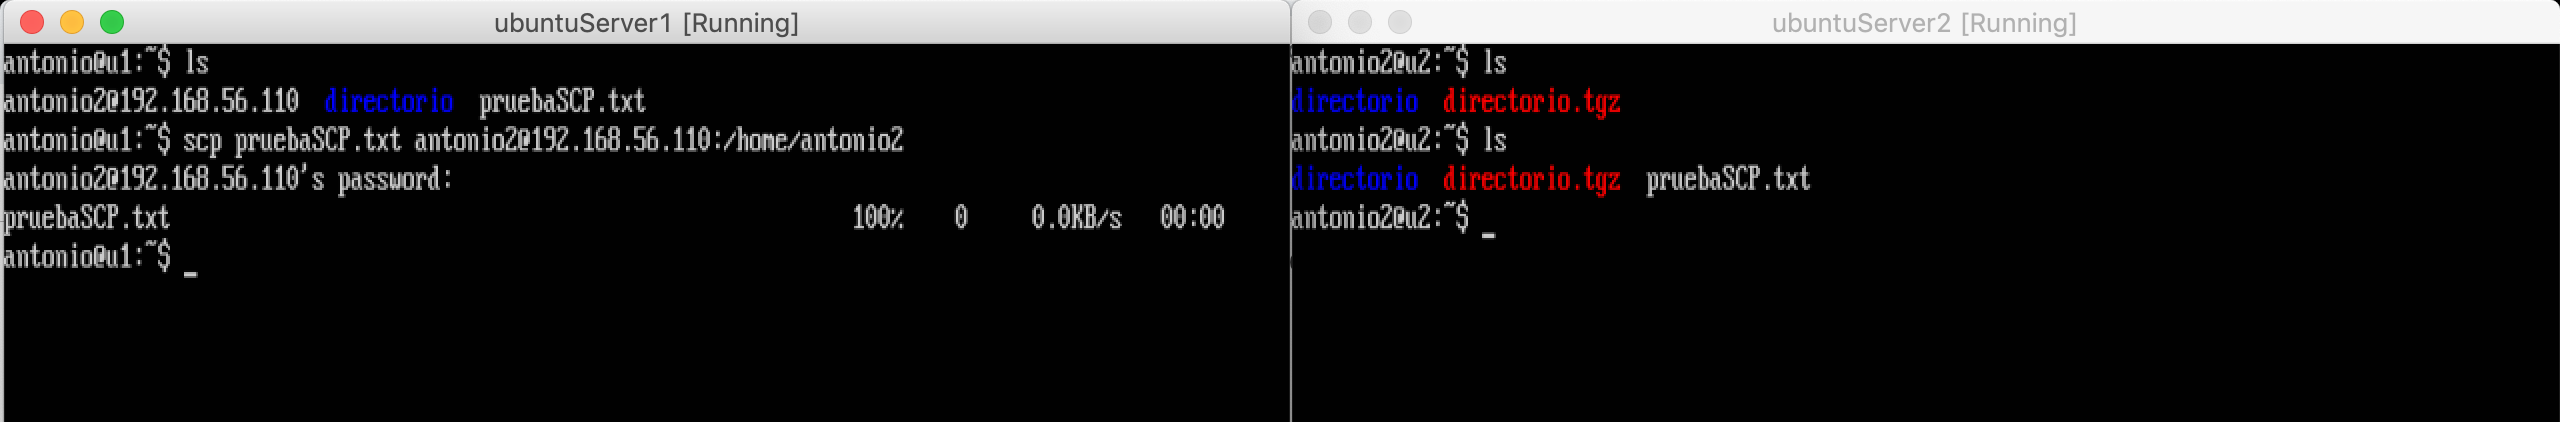 ubuntuServer1 [Running]
antonio@u1:~$ ls
antonio2@192.168.56.110  directorio  pruebaSCP.txt
antonio@u1:~$ scp pruebaSCP.txt antonio2@192.168.56.110:/home/antonio2
antonio2@192.168.56.110's password:
pruebaSCP.txt 100% 0 0.0KB/s 00:00
antonio@u1:~$ _
ubuntuServer2 [Running]
antonio2@u2:~$ ls
directorio  directorio.tgz
antonio2@u2:~$ ls
directorio  directorio.tgz  pruebaSCP.txt
antonio2@u2:~$ _